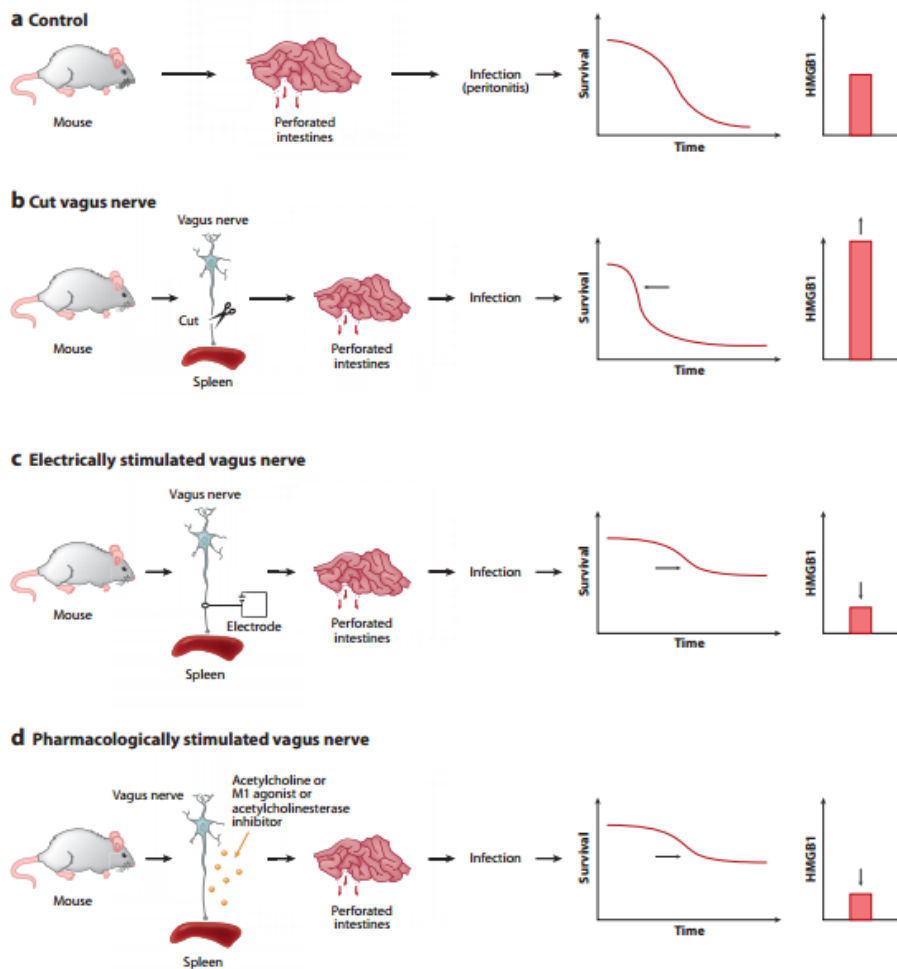 a Control
Mouse
Perforated
intestines
Infection
(peritonitis)
Survival
Time
HMGB1
b Cut vagus nerve
Vagus nerve
Mouse
Cut
Spleen
Perforated
intestines
Infection
Survival
Time
HMGB1
c Electrically stimulated vagus nerve
Vagus nerve
Mouse
Electrode
Spleen
Perforated
intestines
Infection
Survival
Time
HMGB1
d Pharmacologically stimulated vagus nerve
Vagus nerve
Acetylcholine or
M1 agonist or
acetylcholinesterase
inhibitor
Mouse
Spleen
Perforated
intestines
Infection
Survival
Time
HMGB1